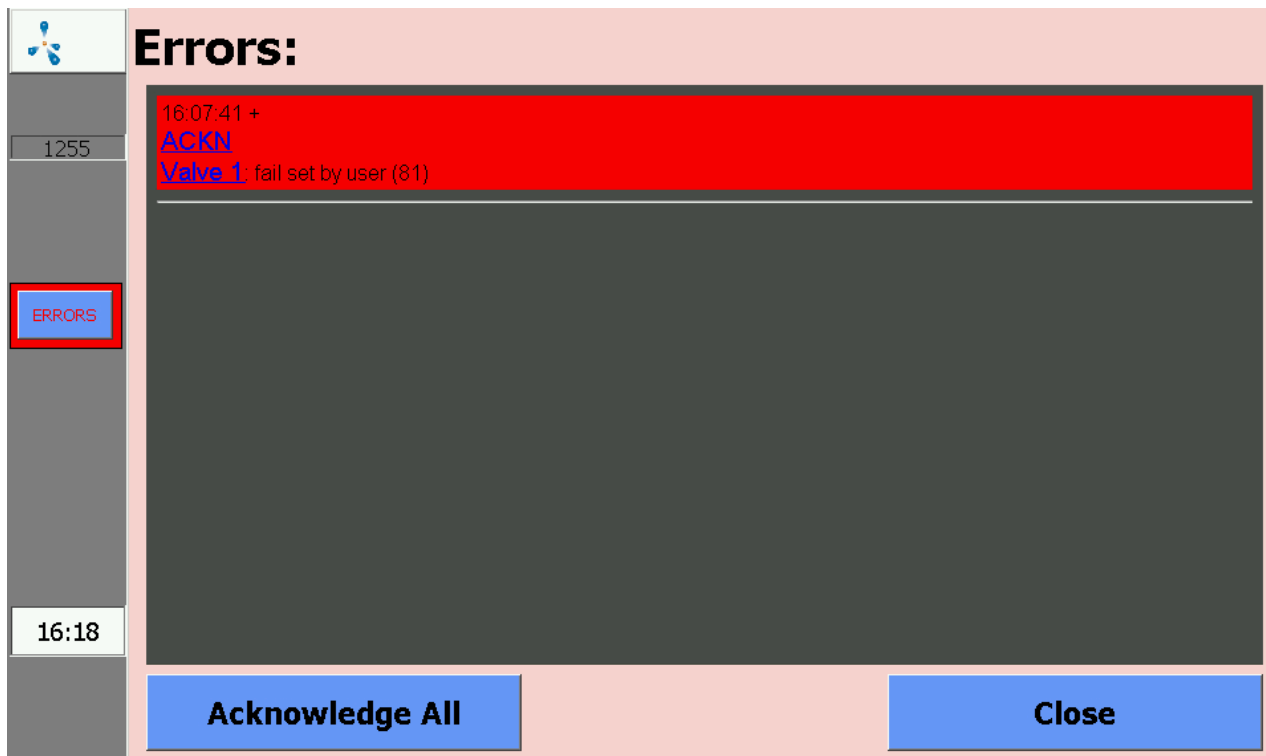 Errors:
16:07:41 +
ACKN
Valve 1: fail set by user (81)
1255
ERRORS
16:18
Acknowledge All
Close